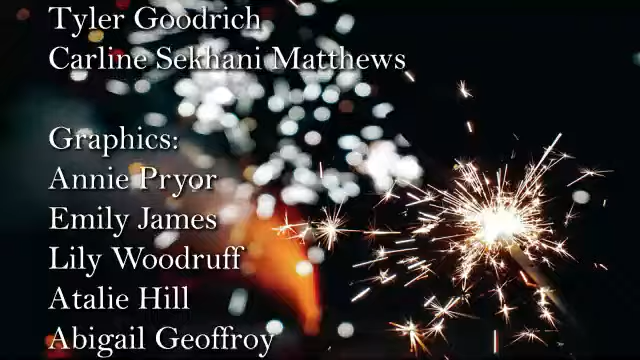 Tyler Goodrich
Carline Sekhani Matthews
Graphics:
Annie Pryor
Emily James
Lily Woodruff
Atalie Hill
Abigail Geoffroy